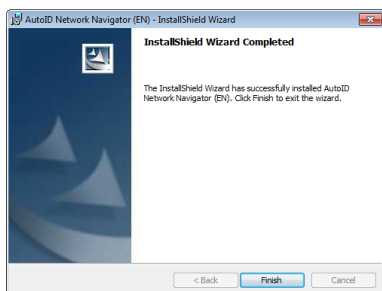 AutoID Network Navigator (EN) - InstallShield Wizard
InstallShield Wizard Completed
The InstallShield Wizard has successfully installed AutoID
Network Navigator (EN). Click Finish to exit the wizard.
< Back
Finish
Cancel